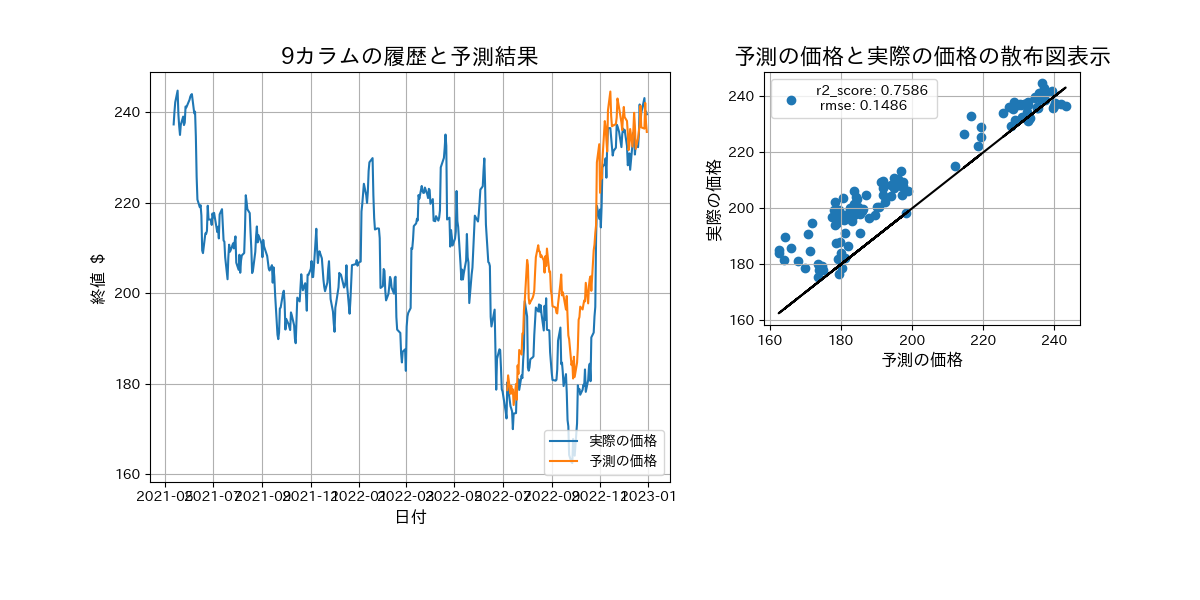 9カラムの履歴と予測結果
240
220
200
180
160
終値 $
2021-05
2021-07
2021-09
2021-11
2022-01
2022-03
2022-05
2022-07
2022-09
2022-11
2023-01
日付
実際の価格
予測の価格
予測の価格と実際の価格の散布図表示
r2_score: 0.7586
rmse: 0.1486
240
220
200
180
160
実際の価格
160
180
200
220
240
予測の価格